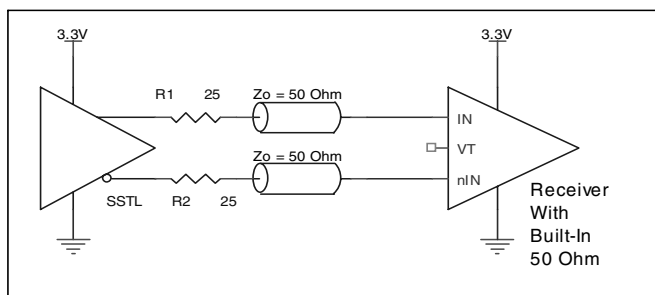 3.3V
3.3V
R1 25
Zo = 50 Ohm
IN
VT
Zo = 50 Ohm
nIN
SSTL
R2 25
Receiver
With
Built-In
50 Ohm